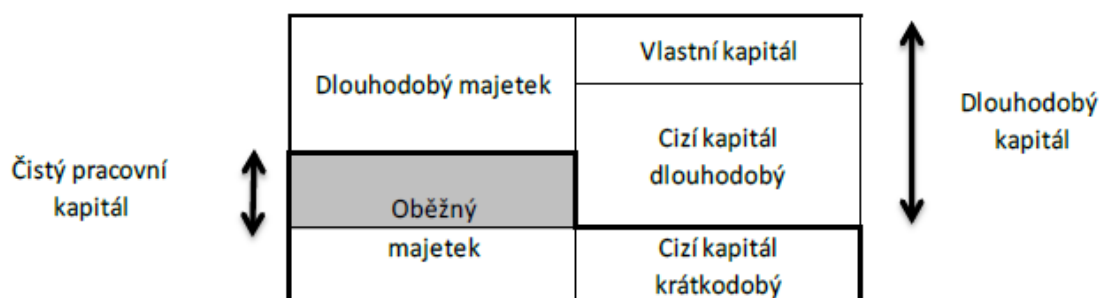 Vlastní kapitál
Dlouhodobý majetek
Dlouhodobý
kapitál
Cizí kapitál
dlouhodobý
Čistý pracovní
kapitál
Oběžný
majetek
Cizí kapitál
krátkodobý